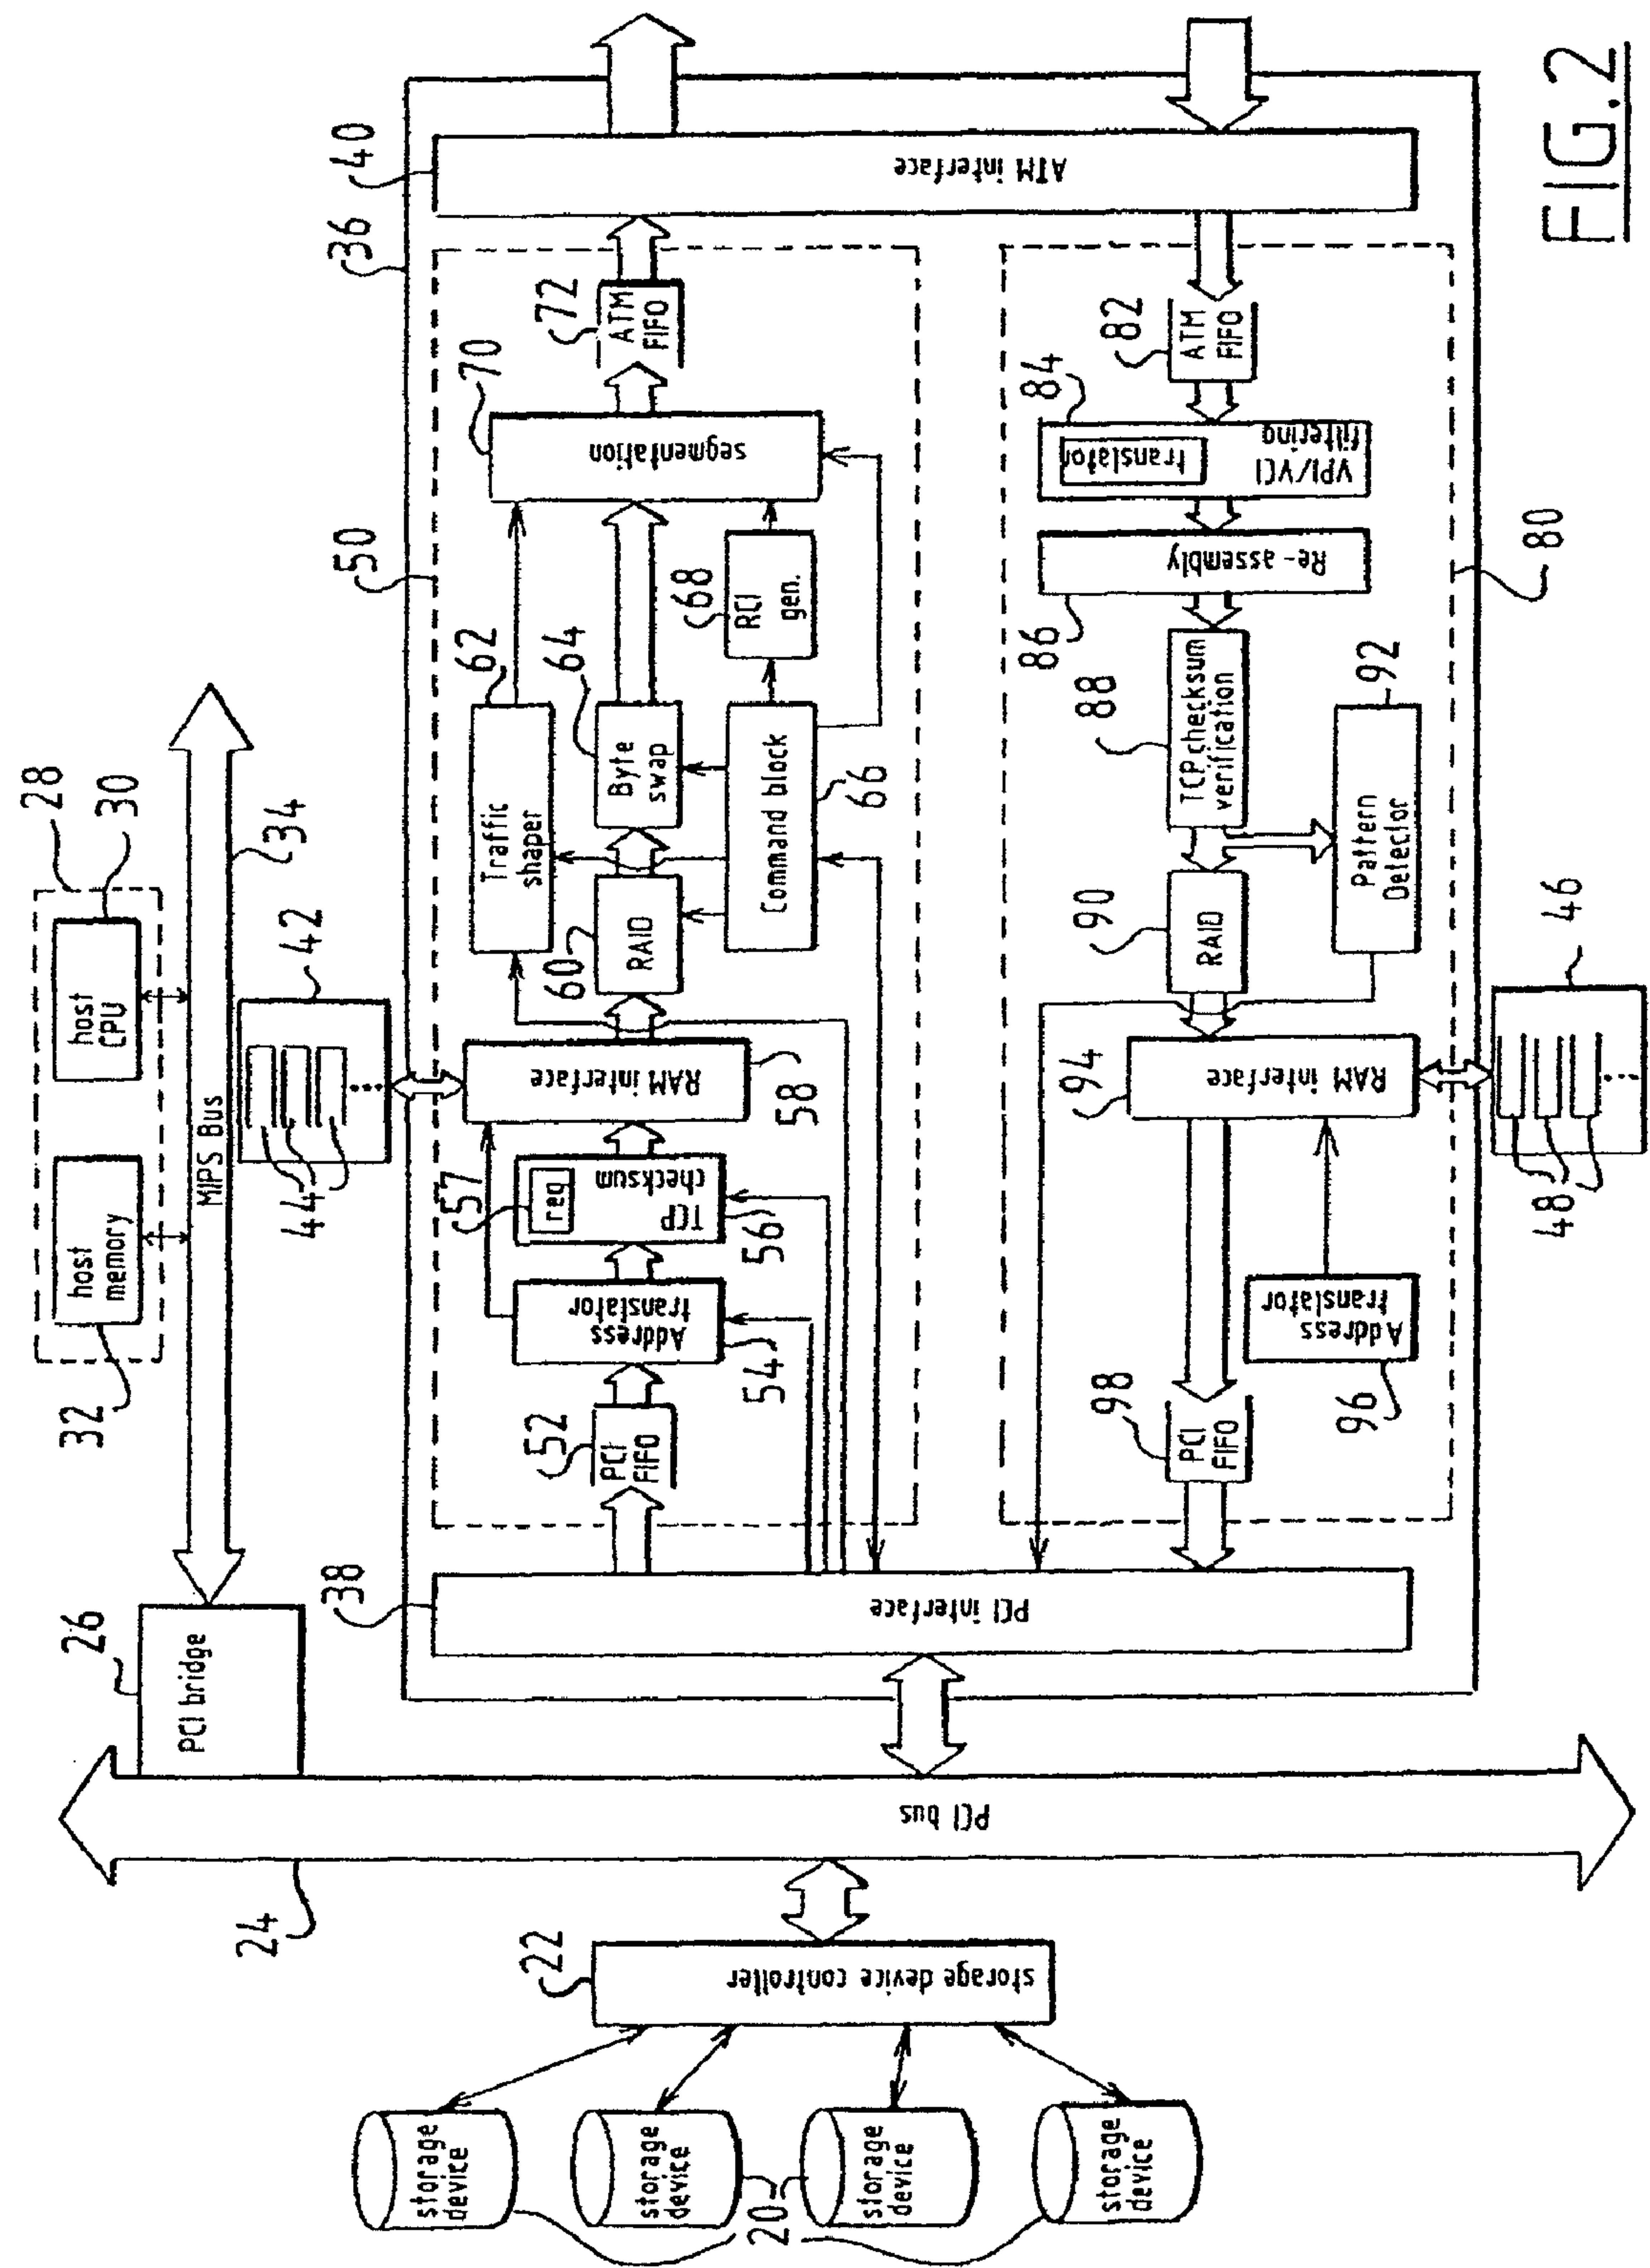 28
host
memory
host
CPU
32
30
MIPS Bus
34
26
PCI bridge
42
44
36
40
38
PCI interface
50
52
PCI
FIFO
54
Address
translator
57
reg
TCP
checksum
56
RAM interface
58
60
RAID
62
Traffic
shaper
64
Byte
swap
Command block
66
68
RCI
gen.
70
segmentation
72
ATM
FIFO
ATM interface
24
PCI bus
22
storage device controller
storage
device
storage
device
storage
device
storage
device
20
82
ATM
FIFO
84
translator
VPI/VCI
filtering
Re-assembly
86
88
TCP checksum
verification
90
RAID
92
Pattern
Detector
94
RAM interface
96
Address
translator
98
PCI
FIFO
80
46
48
FIG.2